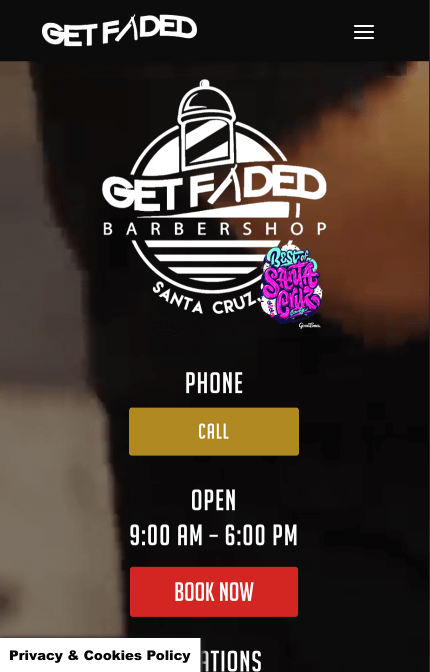 GET FADED
GET FADED
BARBERSHOP
SANTA CRUZ
Best of
SANTA
CRUZ
GoodTimes
PHONE
CALL
OPEN
9:00 AM – 6:00 PM
BOOK NOW
Privacy & Cookies Policy
ATIONS